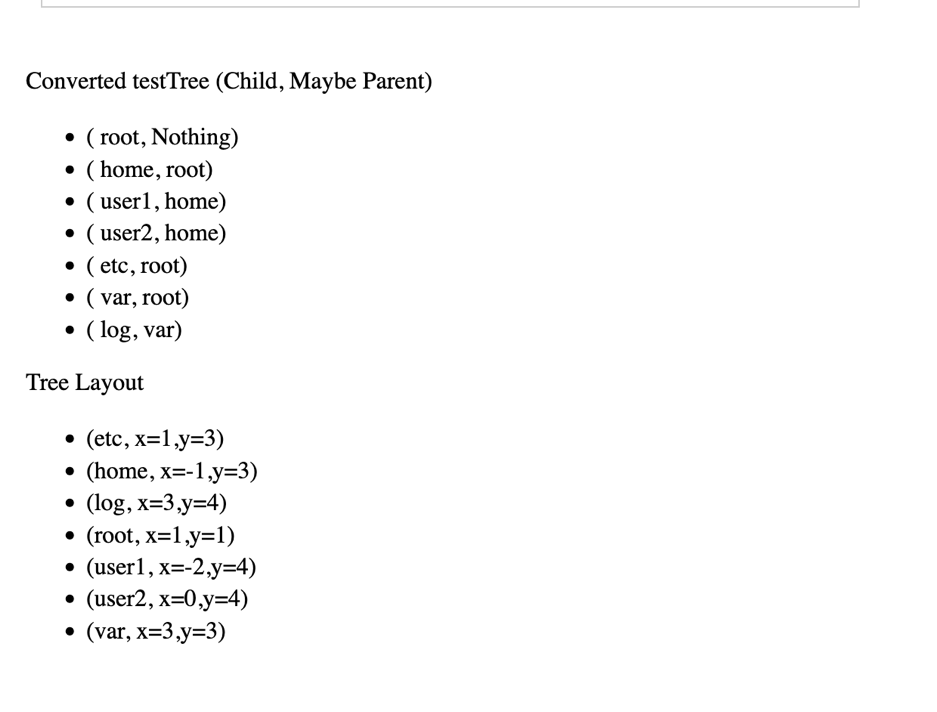 Converted testTree (Child, Maybe Parent)
( root, Nothing)
( home, root)
( user1, home)
( user2, home)
( etc, root)
( var, root)
( log, var)
Tree Layout
(etc, x=1,y=3)
(home, x=-1,y=3)
(log, x=3,y=4)
(root, x=1,y=1)
(user1, x=-2,y=4)
(user2, x=0,y=4)
(var, x=3,y=3)